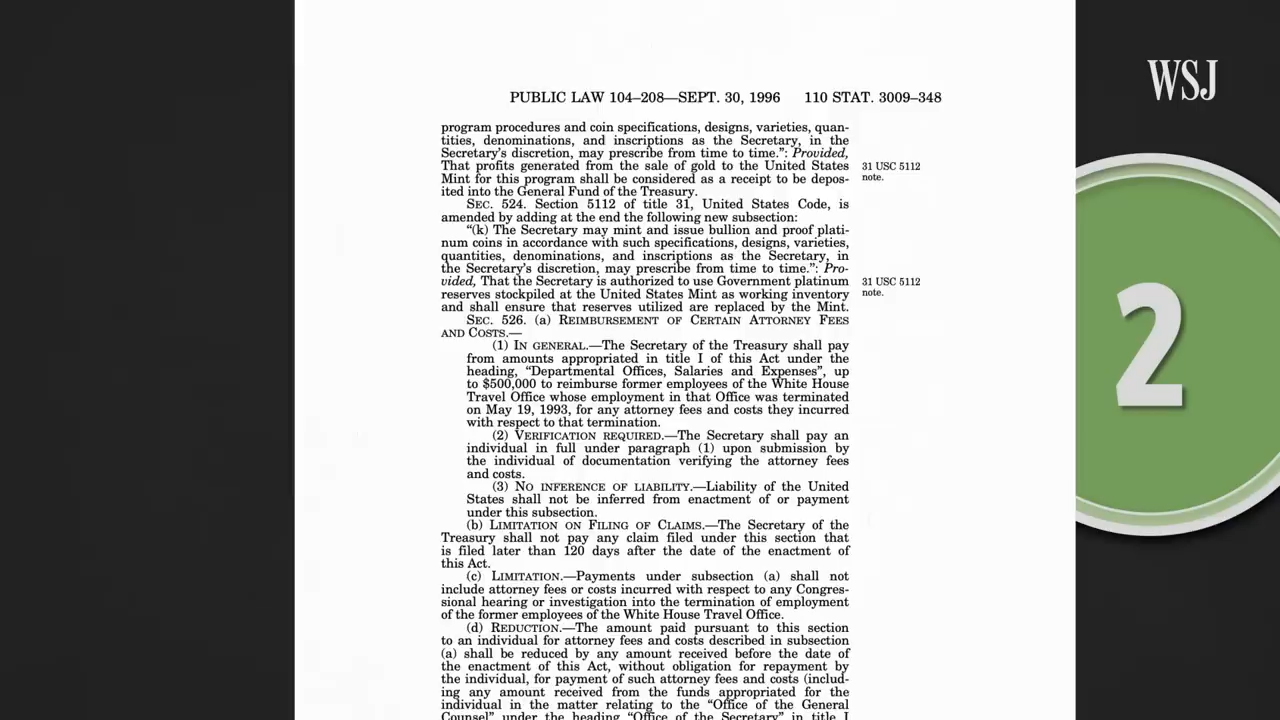 WSJ
PUBLIC LAW 104–208—SEPT. 30, 1996 110 STAT. 3009–348
program procedures and coin specifications, designs, varieties, quan-
tities, denominations, and inscriptions as the Secretary, in the
Secretary's discretion, may prescribe from time to time.”: Provided,
That profits generated from the sale of gold to the United States
Mint for this program shall be considered as a receipt to be depos-
ited into the General Fund of the Treasury.
31 USC 5112
note.
SEC. 524. Section 5112 of title 31, United States Code, is
amended by adding at the end the following new subsection:
“(k) The Secretary may mint and issue bullion and proof plati-
num coins in accordance with such specifications, designs, varieties,
quantities, denominations, and inscriptions as the Secretary, in
the Secretary's discretion, may prescribe from time to time.”: Pro-
vided, That the Secretary is authorized to use Government platinum
reserves stockpiled at the United States Mint as working inventory
and shall ensure that reserves utilized are replaced by the Mint.
31 USC 5112
note.
SEC. 526. (a) REIMBURSEMENT OF CERTAIN ATTORNEY FEES
AND COSTS.—
(1) IN GENERAL.—The Secretary of the Treasury shall pay
from amounts appropriated in title I of this Act under the
heading, “Departmental Offices, Salaries and Expenses”, up
to $500,000 to reimburse former employees of the White House
Travel Office whose employment in that Office was terminated
on May 19, 1993, for any attorney fees and costs they incurred
with respect to that termination.
(2) VERIFICATION REQUIRED.—The Secretary shall pay an
individual in full under paragraph (1) upon submission by
the individual of documentation verifying the attorney fees
and costs.
(3) NO INFERENCE OF LIABILITY.—Liability of the United
States shall not be inferred from enactment of or payment
under this subsection.
(b) LIMITATION ON FILING OF CLAIMS.—The Secretary of the
Treasury shall not pay any claim filed under this section that
is filed later than 120 days after the date of the enactment of
this Act.
(c) LIMITATION.—Payments under subsection (a) shall not
include attorney fees or costs incurred with respect to any Congres-
sional hearing or investigation into the termination of employment
of the former employees of the White House Travel Office.
(d) REDUCTION.—The amount paid pursuant to this section
to an individual for attorney fees and costs described in subsection
(a) shall be reduced by any amount received before the date of
the enactment of this Act, without obligation for repayment by
the individual, for payment of such attorney fees and costs (includ-
ing any amount received from the funds appropriated for the
individual in the matter relating to the “Office of the General
Counsel” under the heading “Office of the Secretary” in title I
2